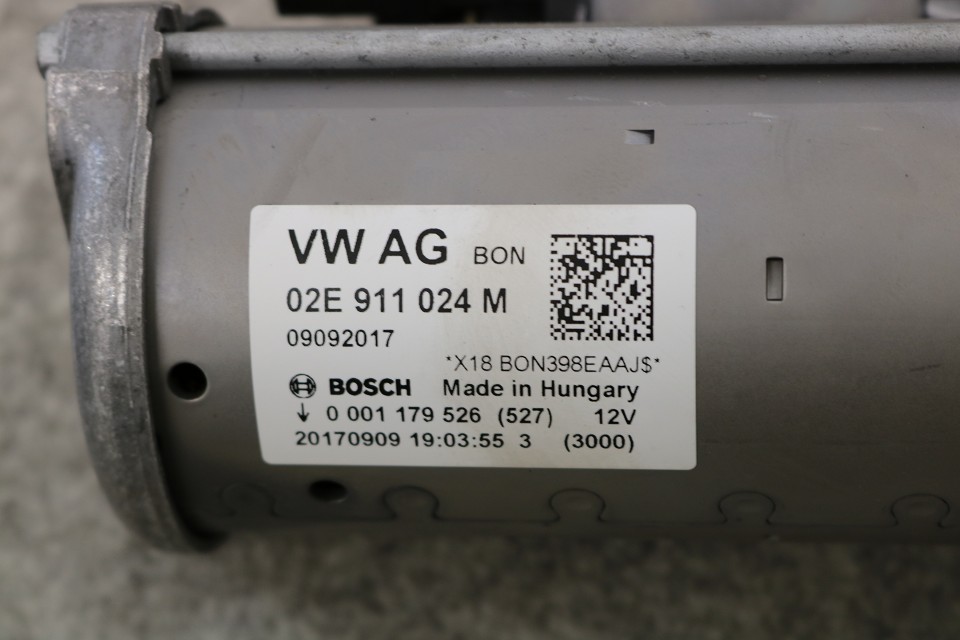 VW AG BON
02E 911 024 M
09092017
*X18 BON398EAAJ$*
BOSCH Made in Hungary
↓ 0 001 179 526 (527) 12V
20170909 19:03:55 3 (3000)